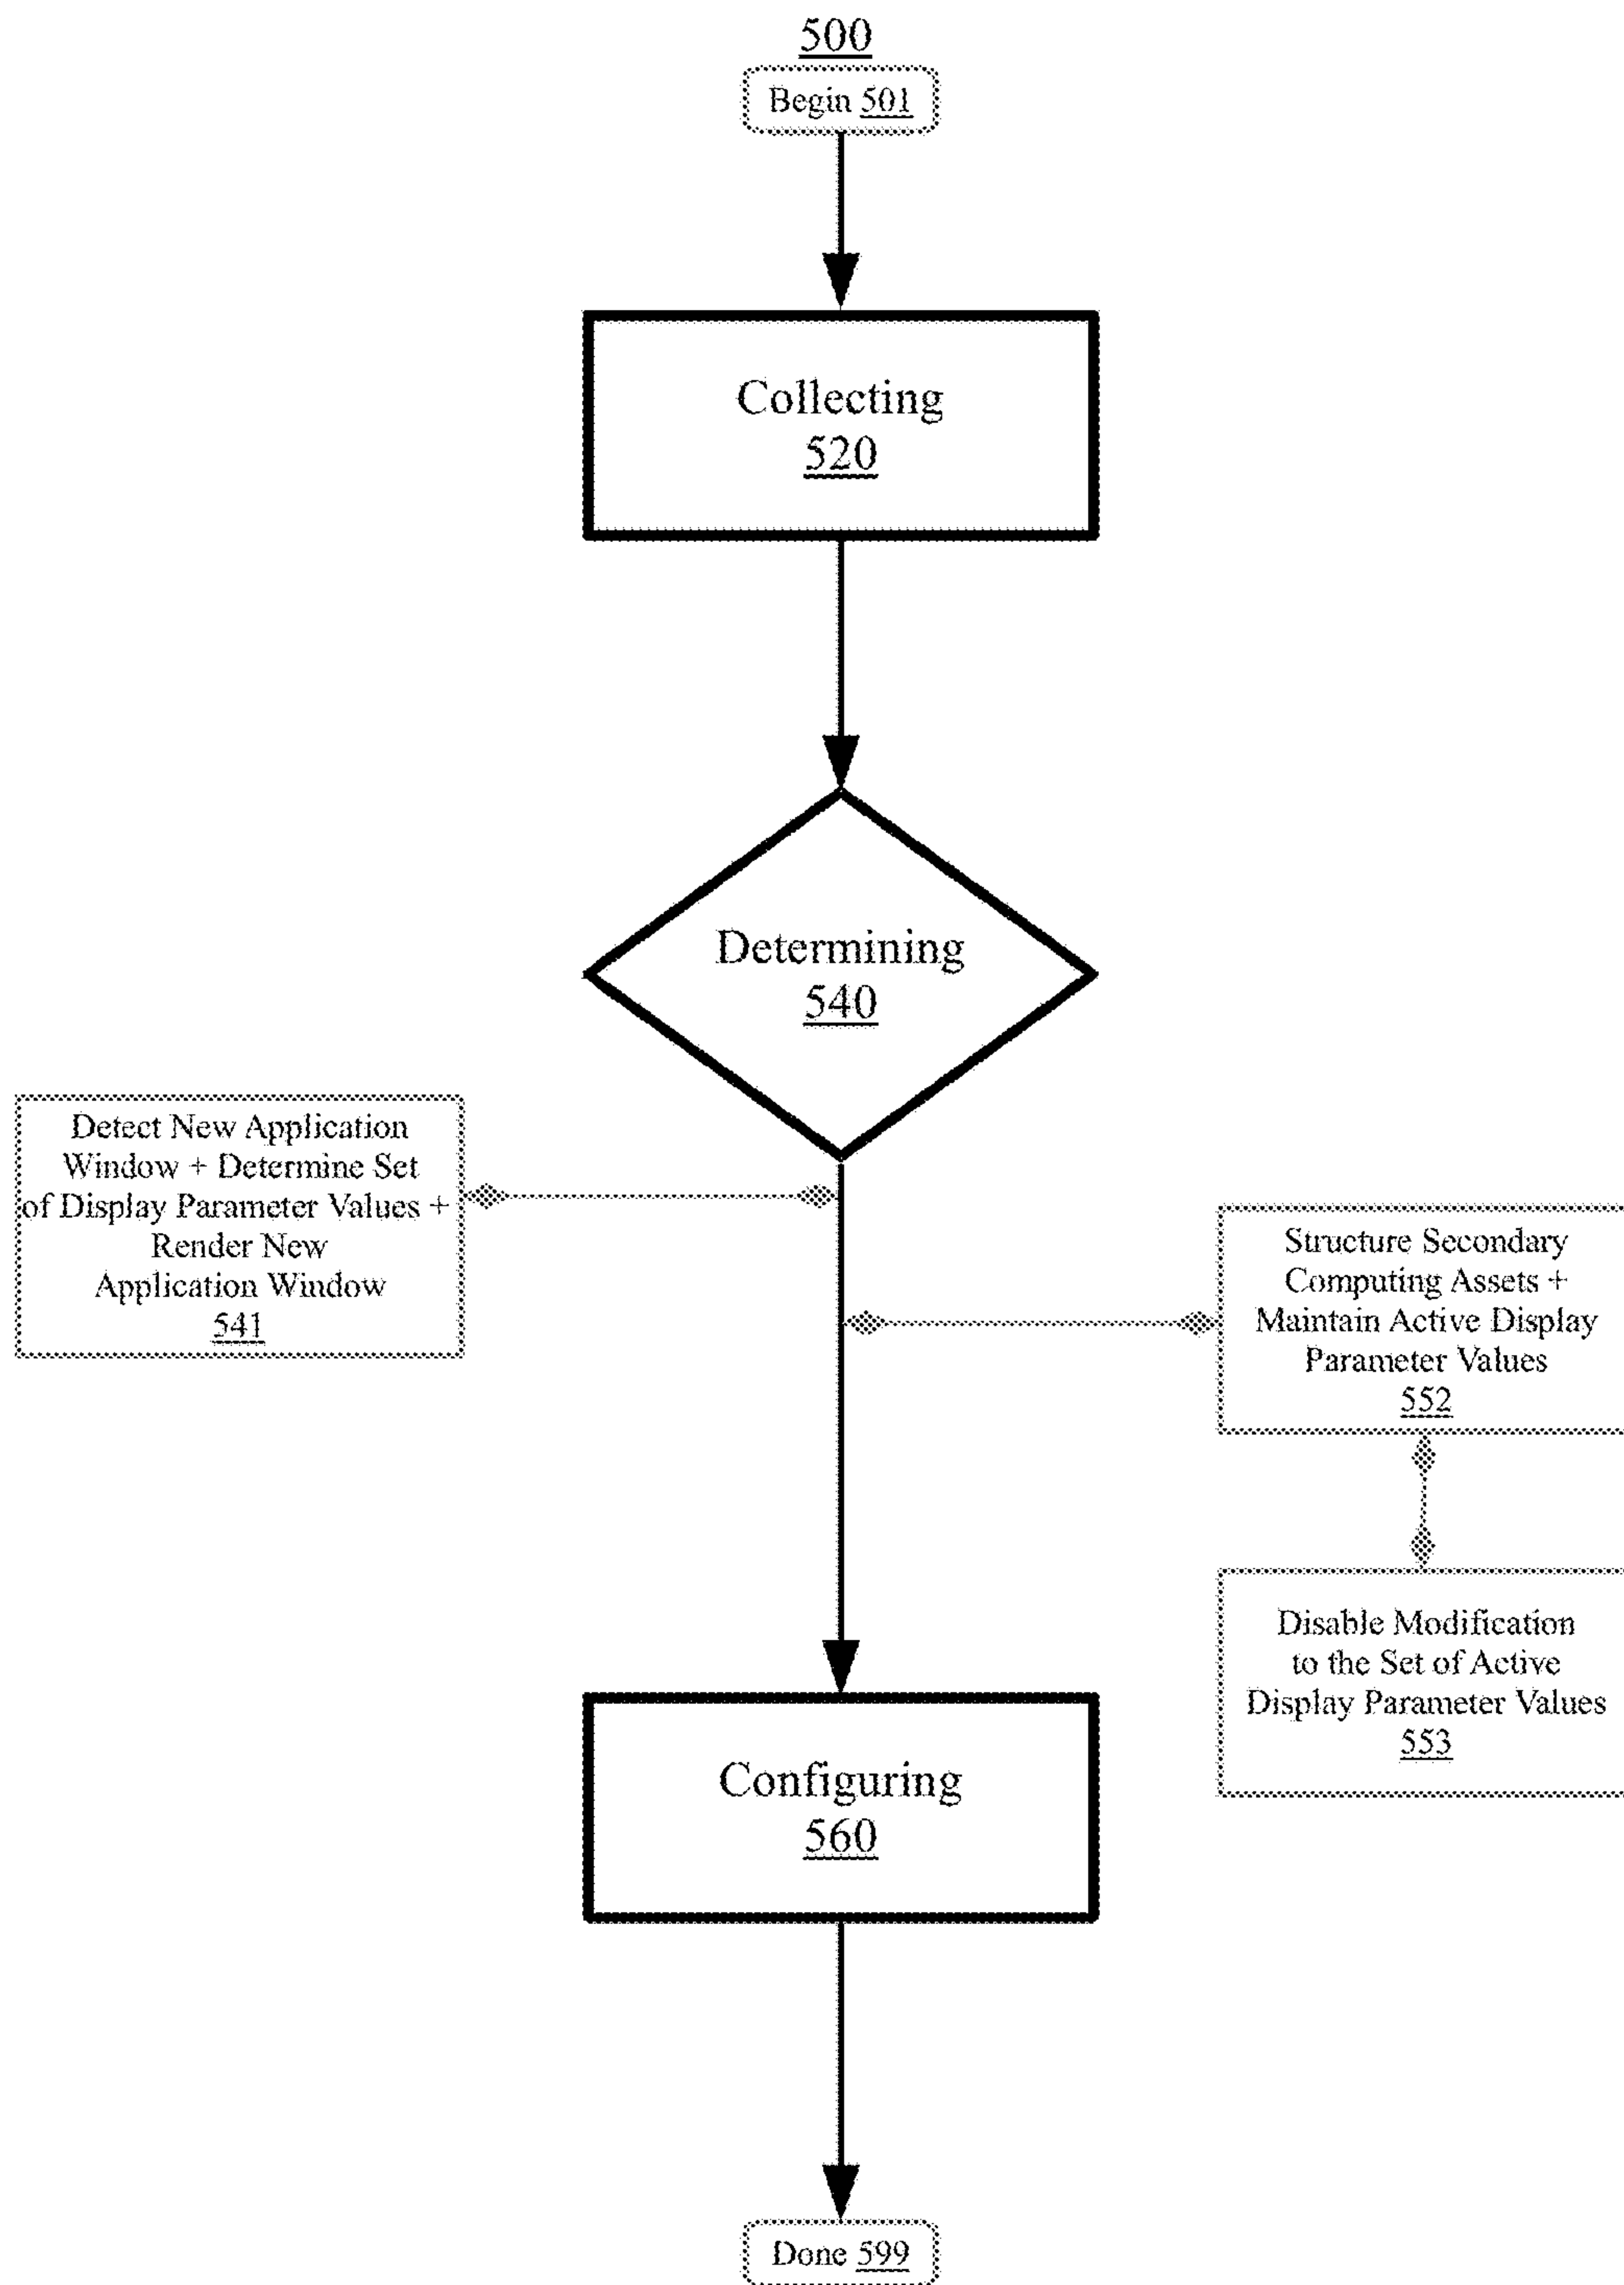 500
Begin 501
Collecting
520
Determining
540
Detect New Application
Window + Determine Set
of Display Parameter Values +
Render New
Application Window
541
Structure Secondary
Computing Assets +
Maintain Active Display
Parameter Values
552
Disable Modification
to the Set of Active
Display Parameter Values
553
Configuring
560
Done 599